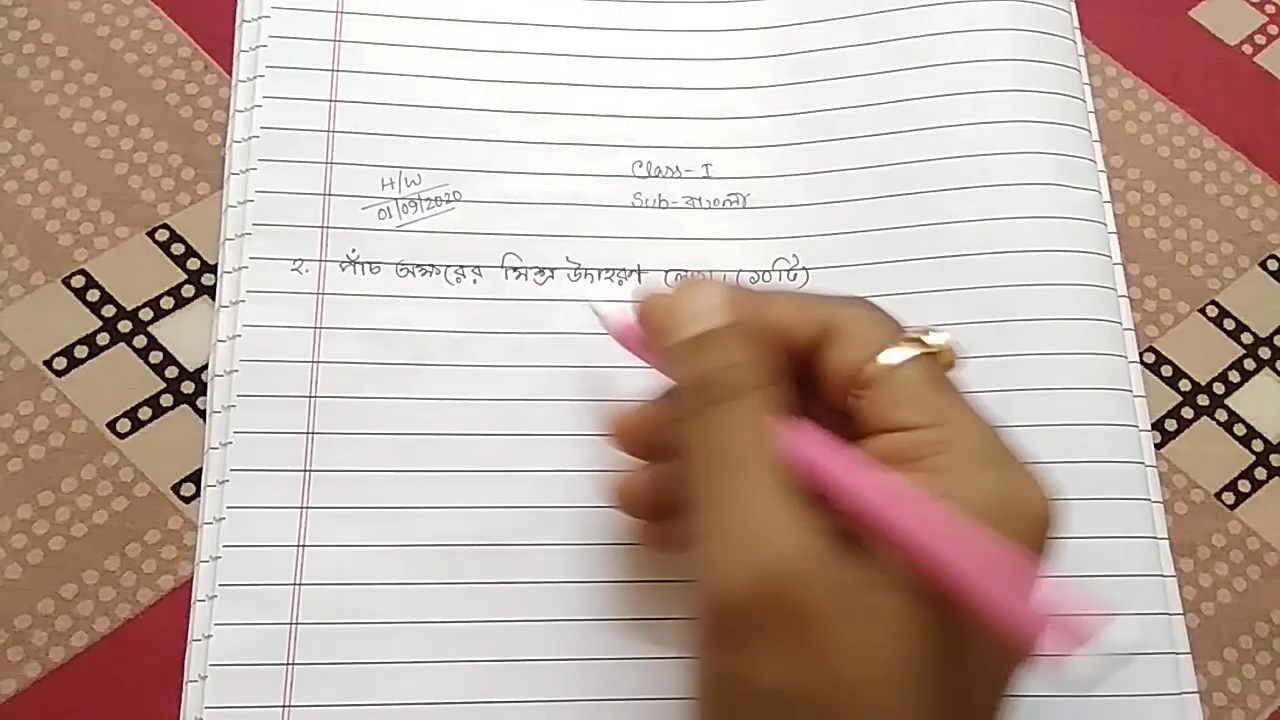 Class- I
H/W
Sub- বাংলা
01/09/2020
২. পাঁচ অক্ষরের মিশ্র উদাহরণ লেখো। (১০টি)